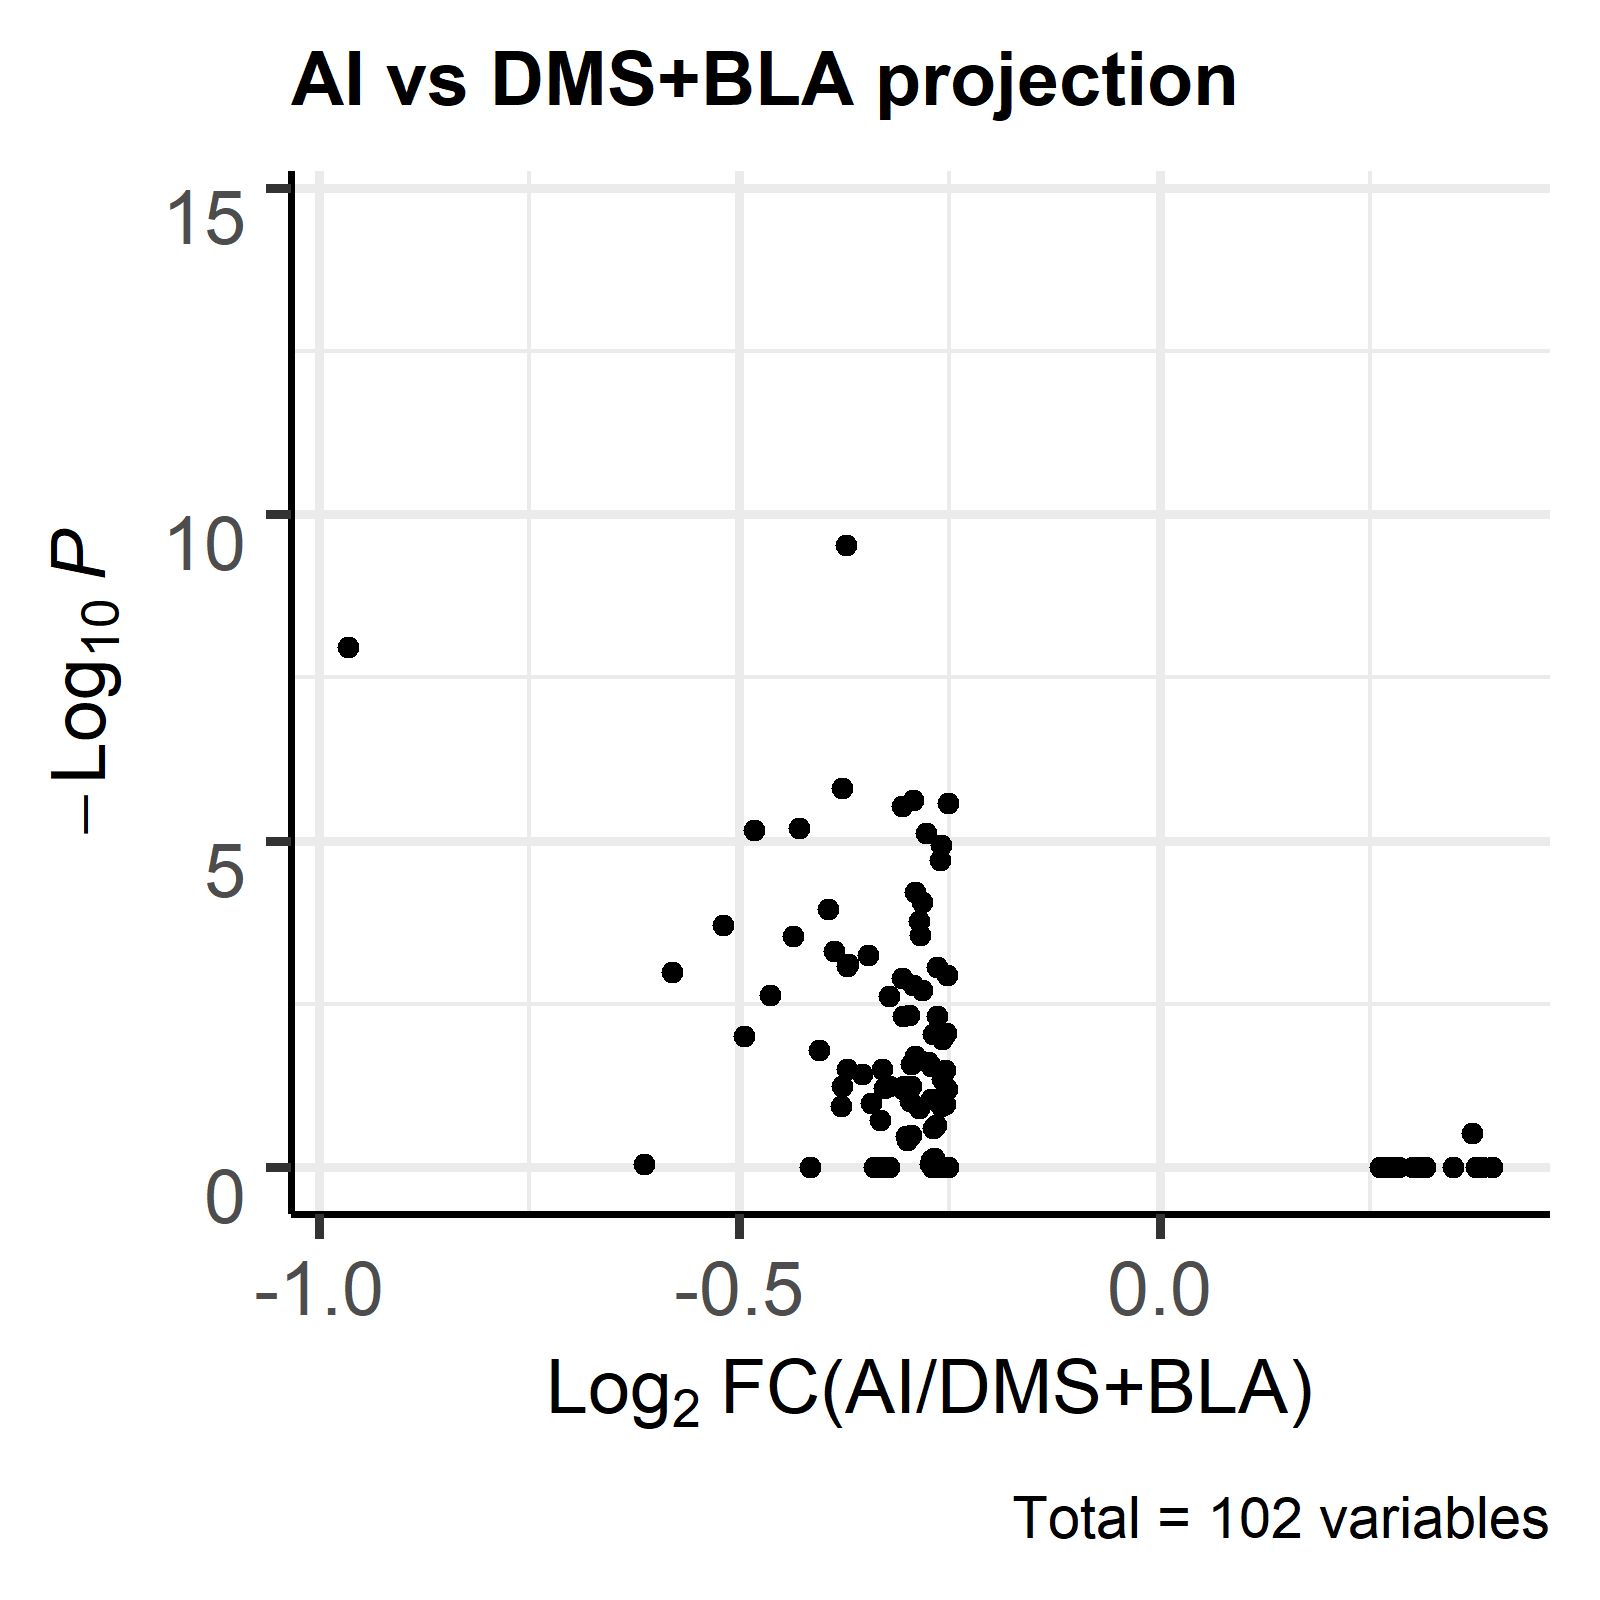 AI vs DMS+BLA projection
15
10
5
0
−Log₁₀ P
-1.0 -0.5 0.0
Log₂ FC(AI/DMS+BLA)
Total = 102 variables